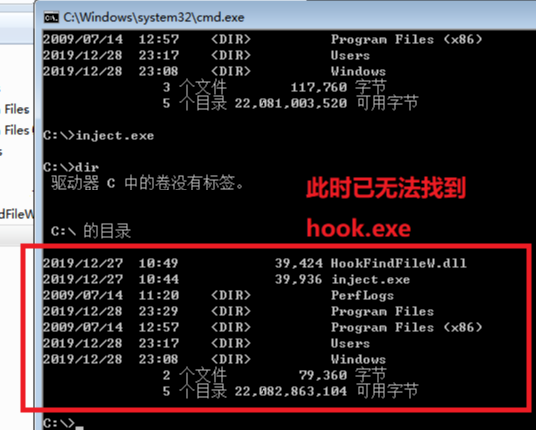 C:\Windows\system32\cmd.exe
2009/07/14 12:57 <DIR> Program Files (x86)
2019/12/28 23:17 <DIR> Users
2019/12/28 23:08 <DIR> Windows
3 个文件 117,760 字节
5 个目录 22,081,003,520 可用字节
C:\>inject.exe
C:\>dir
驱动器 C 中的卷没有标签。
此时已无法找到
hook.exe
C:\ 的目录
2019/12/27 10:49 39,424 HookFindFileW.dll
2019/12/27 10:44 39,936 inject.exe
2009/07/14 11:20 <DIR> PerfLogs
2019/12/28 23:29 <DIR> Program Files
2009/07/14 12:57 <DIR> Program Files (x86)
2019/12/28 23:17 <DIR> Users
2019/12/28 23:08 <DIR> Windows
2 个文件 79,360 字节
5 个目录 22,082,863,104 可用字节
C:\>
Files
Files
dFileW